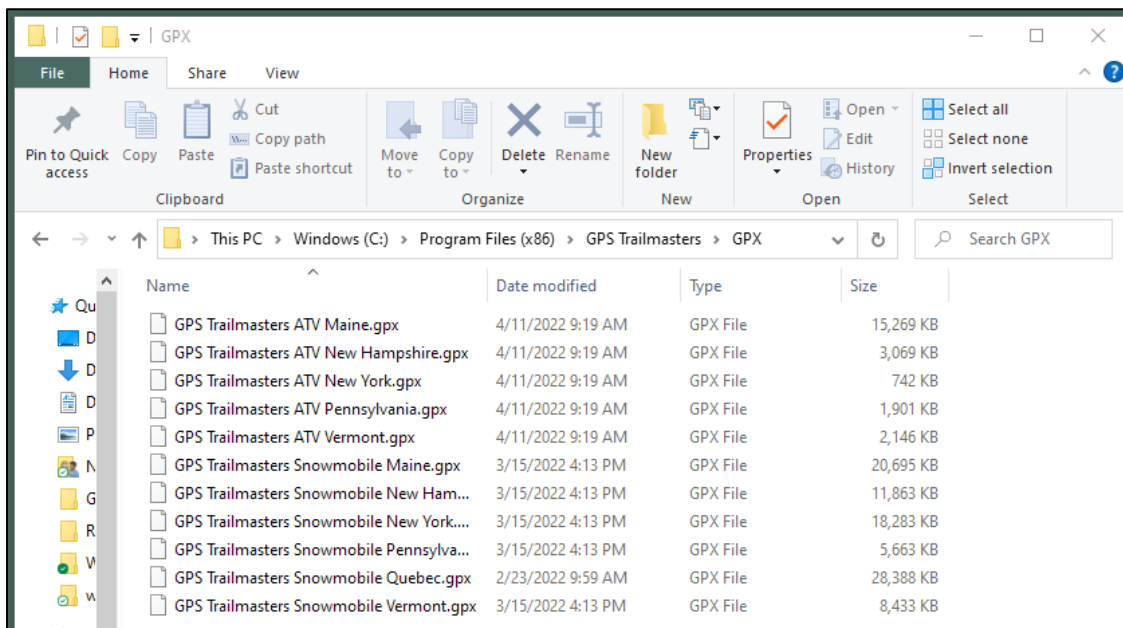 GPX
File Home Share View
Pin to Quick access
Copy
Paste
Cut
Copy path
Paste shortcut
Clipboard
Move to
Copy to
Delete
Rename
Organize
New folder
New
Properties
Open
Edit
History
Open
Select all
Select none
Invert selection
Select
This PC > Windows (C:) > Program Files (x86) > GPS Trailmasters > GPX
Search GPX
Name Date modified Type Size
GPS Trailmasters ATV Maine.gpx 4/11/2022 9:19 AM GPX File 15,269 KB
GPS Trailmasters ATV New Hampshire.gpx 4/11/2022 9:19 AM GPX File 3,069 KB
GPS Trailmasters ATV New York.gpx 4/11/2022 9:19 AM GPX File 742 KB
GPS Trailmasters ATV Pennsylvania.gpx 4/11/2022 9:19 AM GPX File 1,901 KB
GPS Trailmasters ATV Vermont.gpx 4/11/2022 9:19 AM GPX File 2,146 KB
GPS Trailmasters Snowmobile Maine.gpx 3/15/2022 4:13 PM GPX File 20,695 KB
GPS Trailmasters Snowmobile New Ham... 3/15/2022 4:13 PM GPX File 11,863 KB
GPS Trailmasters Snowmobile New York.... 3/15/2022 4:13 PM GPX File 18,283 KB
GPS Trailmasters Snowmobile Pennsylva... 3/15/2022 4:13 PM GPX File 5,663 KB
GPS Trailmasters Snowmobile Quebec.gpx 2/23/2022 9:59 AM GPX File 28,388 KB
GPS Trailmasters Snowmobile Vermont.gpx 3/15/2022 4:13 PM GPX File 8,433 KB
Qu
D
D
D
P
N
G
R
W
w